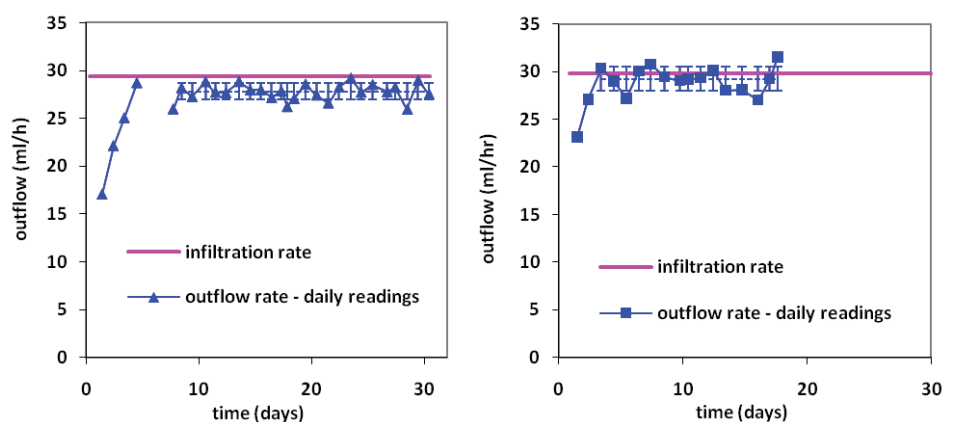 35
30
25
20
15
10
5
0
outflow (ml/h)
infiltration rate
outflow rate - daily readings
0 10 20 30
time (days)
35
30
25
20
15
10
5
0
outflow (ml/hr)
infiltration rate
outflow rate - daily readings
0 10 20 30
time (days)